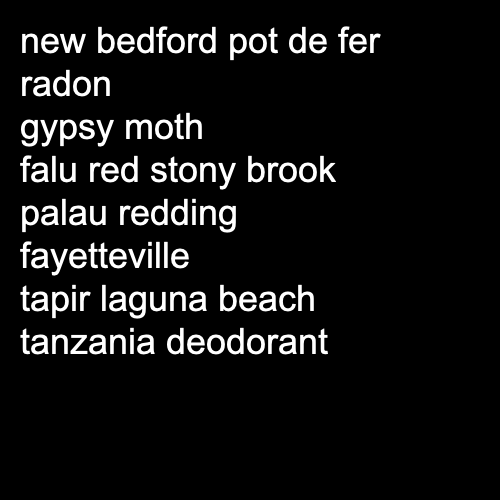 new bedford pot de fer
radon
gypsy moth
falu red stony brook
palau redding
fayetteville
tapir laguna beach
tanzania deodorant